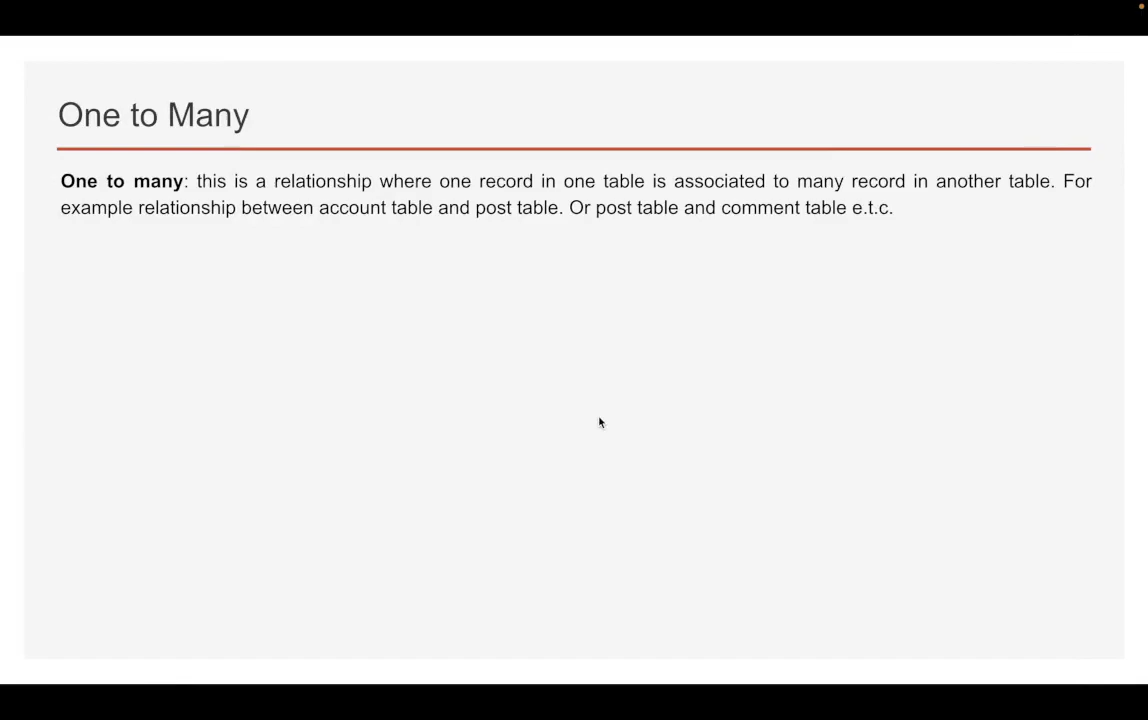 One to Many
One to many: this is a relationship where one record in one table is associated to many record in another table. For
example relationship between account table and post table. Or post table and comment table e.t.c.